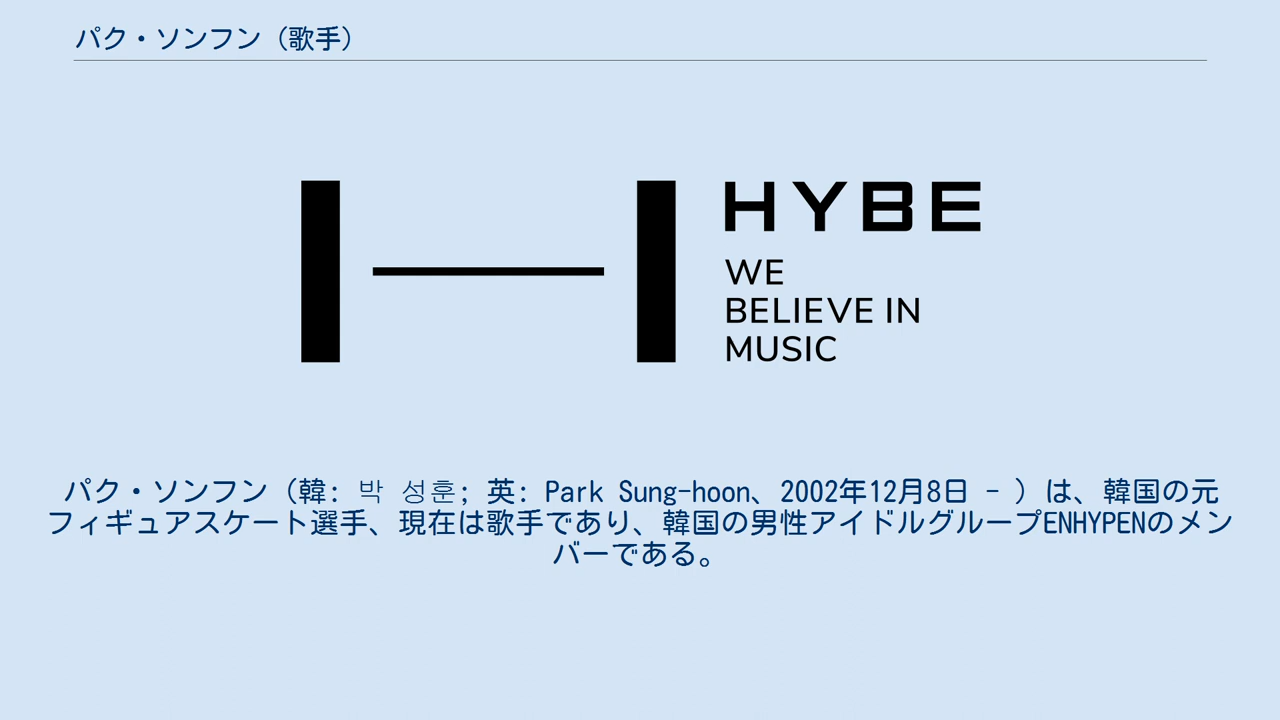 パク・ソンフン（歌手）
HYBE
WE
BELIEVE IN
MUSIC
パク・ソンフン（韓: 박 성훈; 英: Park Sung-hoon、2002年12月8日 - ）は、韓国の元
フィギュアスケート選手、現在は歌手であり、韓国の男性アイドルグループENHYPENのメン
バーである。